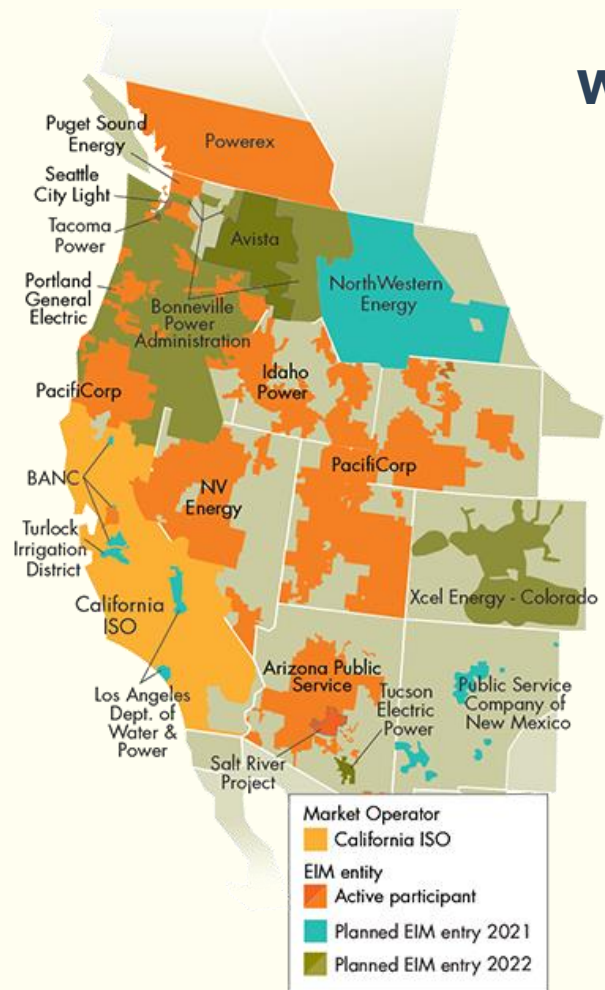 W
Puget Sound
Energy
Powerex
Seattle
City Light
Tacoma
Power
Avista
NorthWestern
Energy
Portland
General
Electric
Bonneville
Power
Administration
Idaho
Power
PacifiCorp
PacifiCorp
BANC
NV
Energy
Turlock
Irrigation
District
California
ISO
Xcel Energy - Colorado
Arizona Public
Service
Tucson
Electric
Power
Public Service
Company of
New Mexico
Los Angeles
Dept. of
Water &
Power
Salt River
Project
Market Operator
California ISO
EIM entity
Active participant
Planned EIM entry 2021
Planned EIM entry 2022